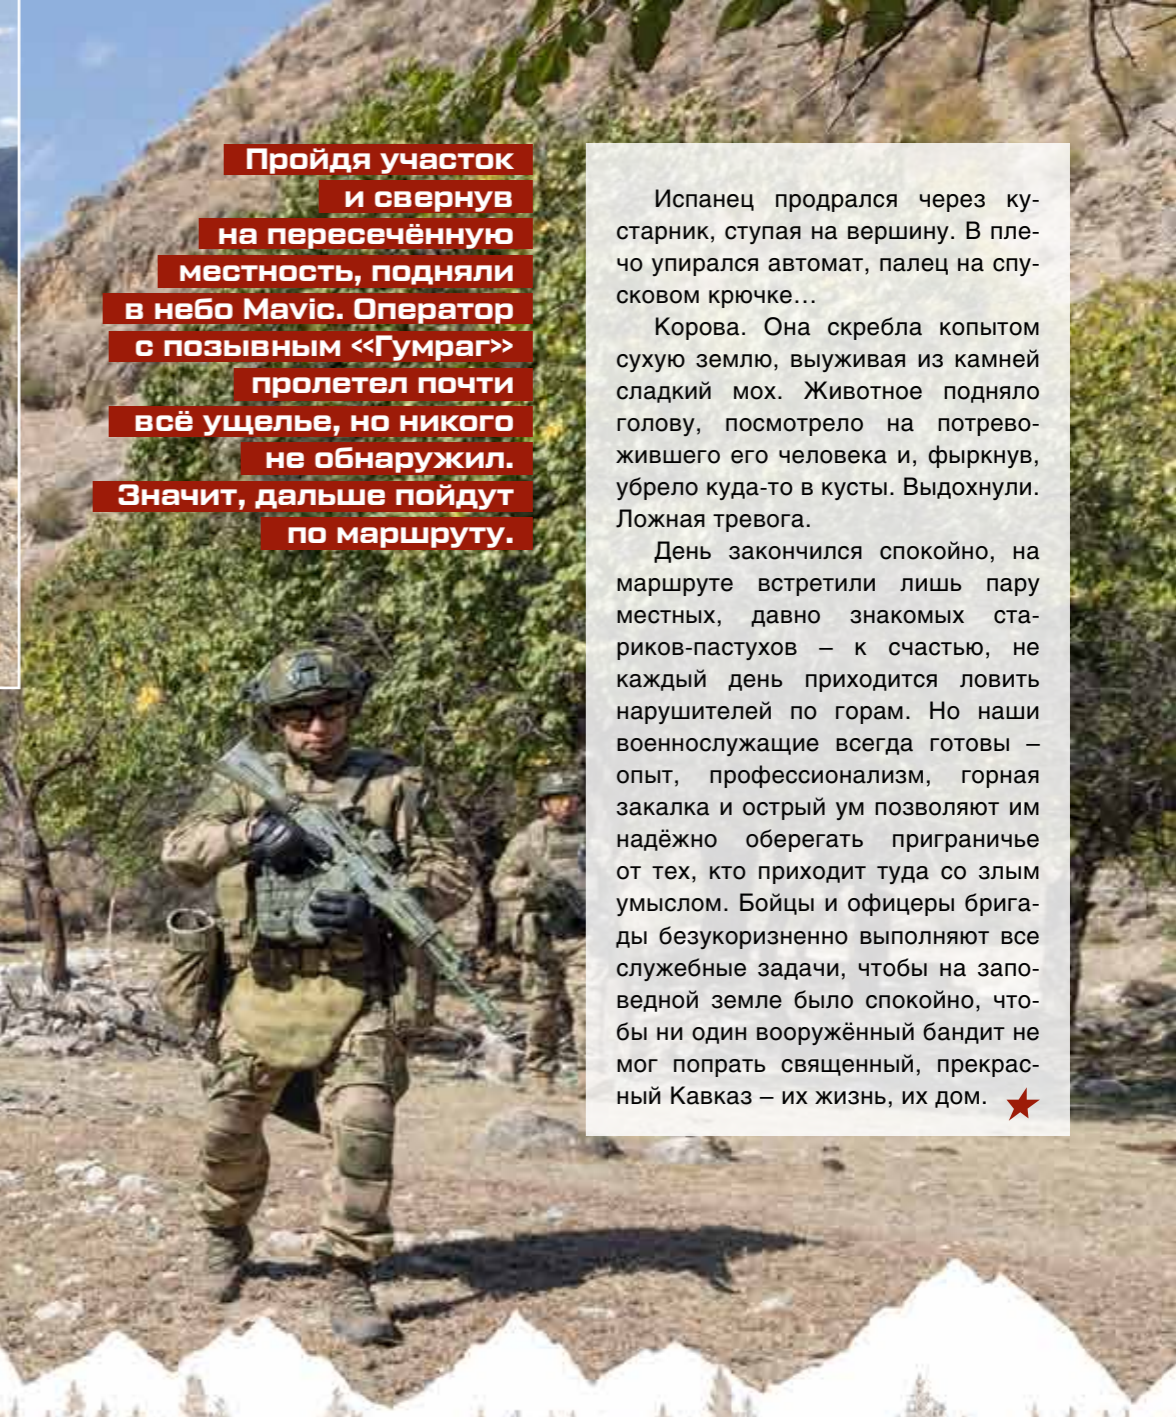 Пройдя участок
и свернув
на пересечённую
местность, подняли
в небо Mavic. Оператор
с позывным «Гумраг»
пролетел почти
всё ущелье, но никого
не обнаружил.
Значит, дальше пойдут
по маршруту.
Испанец продрался через ку-
старник, ступая на вершину. В пле-
чо упирался автомат, палец на спу-
сковом крючке…
Корова. Она скребла копытом
сухую землю, выуживая из камней
сладкий мох. Животное подняло
голову, посмотрело на потрево-
жившего его человека и, фыркнув,
убрело куда-то в кусты. Выдохнули.
Ложная тревога.
День закончился спокойно, на
маршруте встретили лишь пару
местных, давно знакомых ста-
риков-пастухов – к счастью, не
каждый день приходится ловить
нарушителей по горам. Но наши
военнослужащие всегда готовы –
опыт, профессионализм, горная
закалка и острый ум позволяют им
надёжно оберегать приграничье
от тех, кто приходит туда со злым
умыслом. Бойцы и офицеры брига-
ды безукоризненно выполняют все
служебные задачи, чтобы на запо-
ведной земле было спокойно, что-
бы ни один вооружённый бандит не
мог попрать священный, прекрас-
ный Кавказ – их жизнь, их дом.